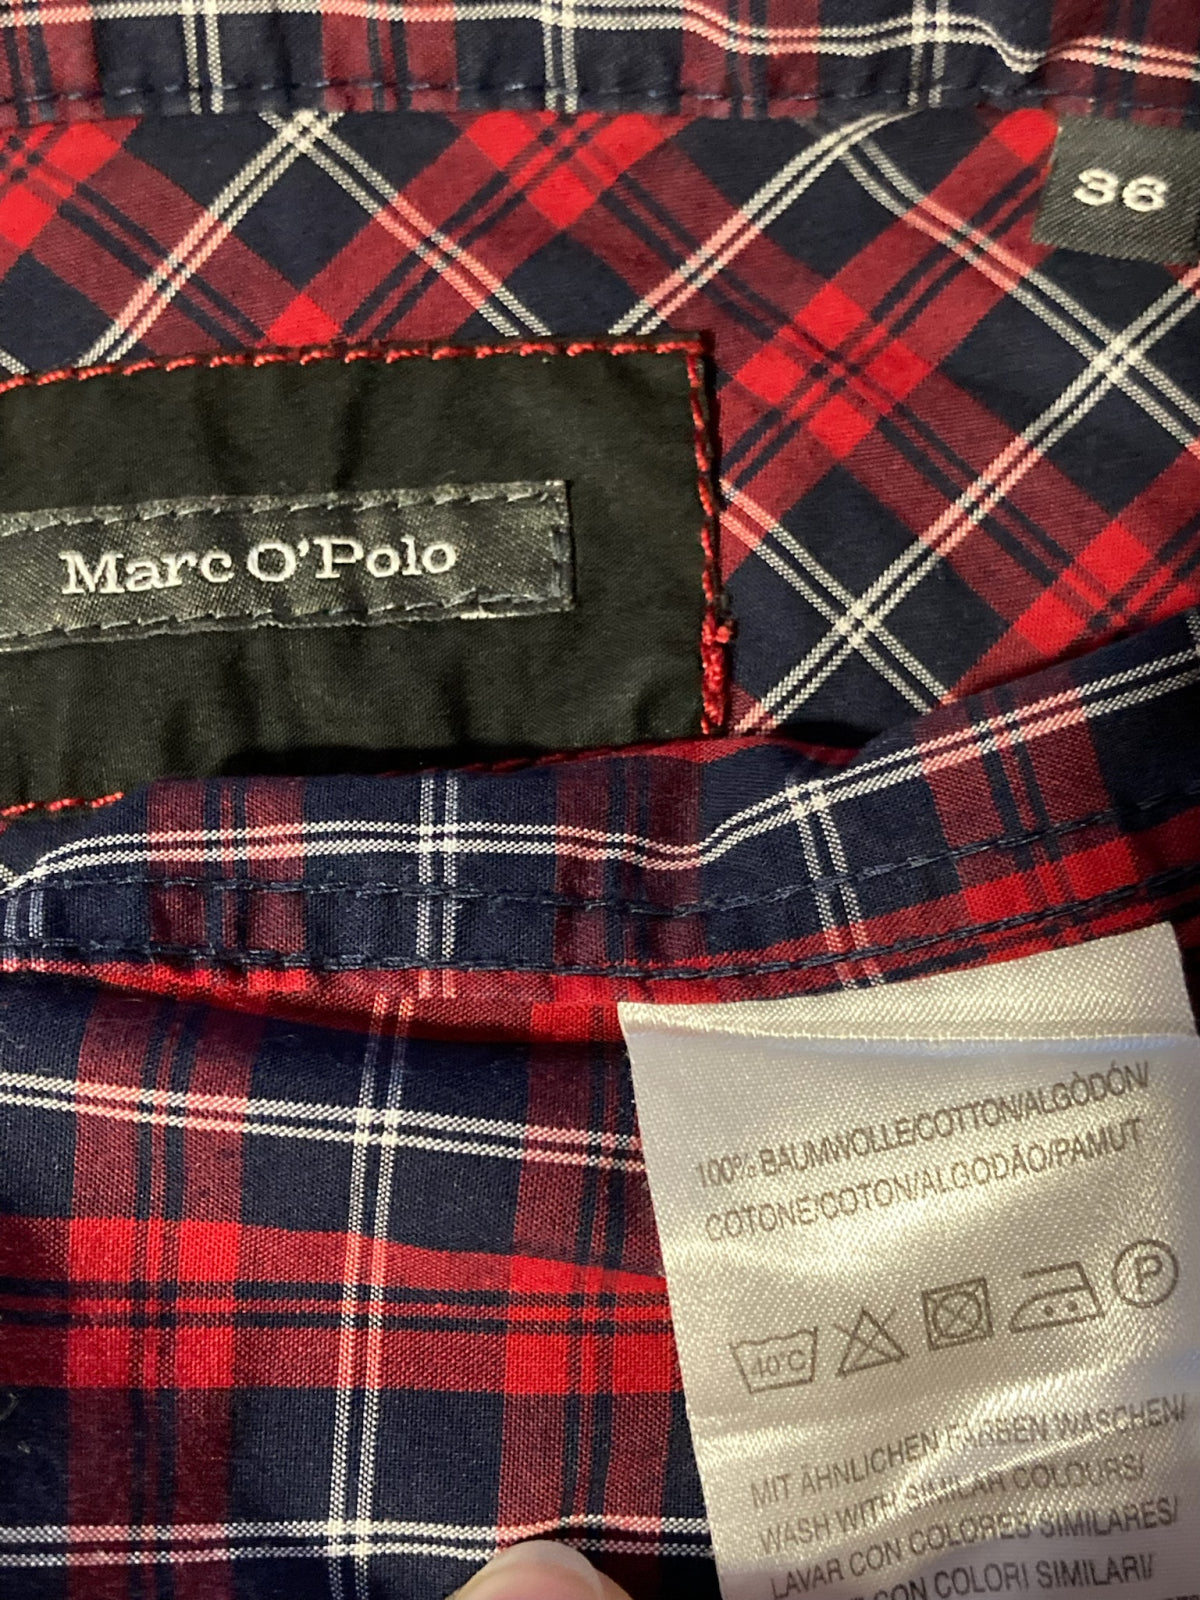 36
Marc O'Polo
100% BAUMWOLLE/COTTON/ALGÒDÓN/
COTONE/COTON/ALGODÃO/PAMUT
40°C
P
MIT ÄHNLICHEN FARBEN WASCHEN/
WASH WITH SIMILAR COLOURS/
LAVAR CON COLORES SIMILARES/
CON COLORI SIMILARI/